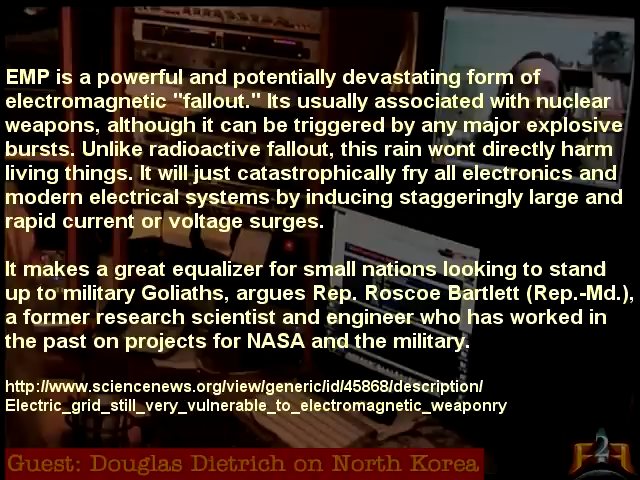 EMP is a powerful and potentially devastating form of
electromagnetic "fallout." Its usually associated with nuclear
weapons, although it can be triggered by any major explosive
bursts. Unlike radioactive fallout, this rain wont directly harm
living things. It will just catastrophically fry all electronics and
modern electrical systems by inducing staggeringly large and
rapid current or voltage surges.
It makes a great equalizer for small nations looking to stand
up to military Goliaths, argues Rep. Roscoe Bartlett (Rep.-Md.),
a former research scientist and engineer who has worked in
the past on projects for NASA and the military.
http://www.sciencenews.org/view/generic/id/45868/description/
Electric_grid_still_very_vulnerable_to_electromagnetic_weaponry
Guest: Douglas Dietrich on North Korea
F2F